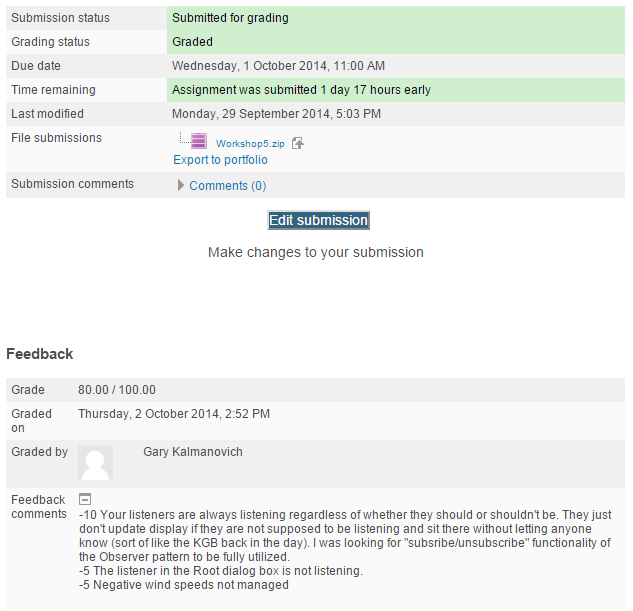 Submission status Submitted for grading
Grading status Graded
Due date Wednesday, 1 October 2014, 11:00 AM
Time remaining Assignment was submitted 1 day 17 hours early
Last modified Monday, 29 September 2014, 5:03 PM
File submissions Workshop5.zip
Export to portfolio
Submission comments Comments (0)
Edit submission
Make changes to your submission
Feedback
Grade 80.00 / 100.00
Graded on Thursday, 2 October 2014, 2:52 PM
Graded by Gary Kalmanovich
Feedback comments
-10 Your listeners are always listening regardless of whether they should or shouldn't be. They just
don't update display if they are not supposed to be listening and sit there without letting anyone
know (sort of like the KGB back in the day). I was looking for "subsribe/unsubscribe" functionality of
the Observer pattern to be fully utilized.
-5 The listener in the Root dialog box is not listening.
-5 Negative wind speeds not managed